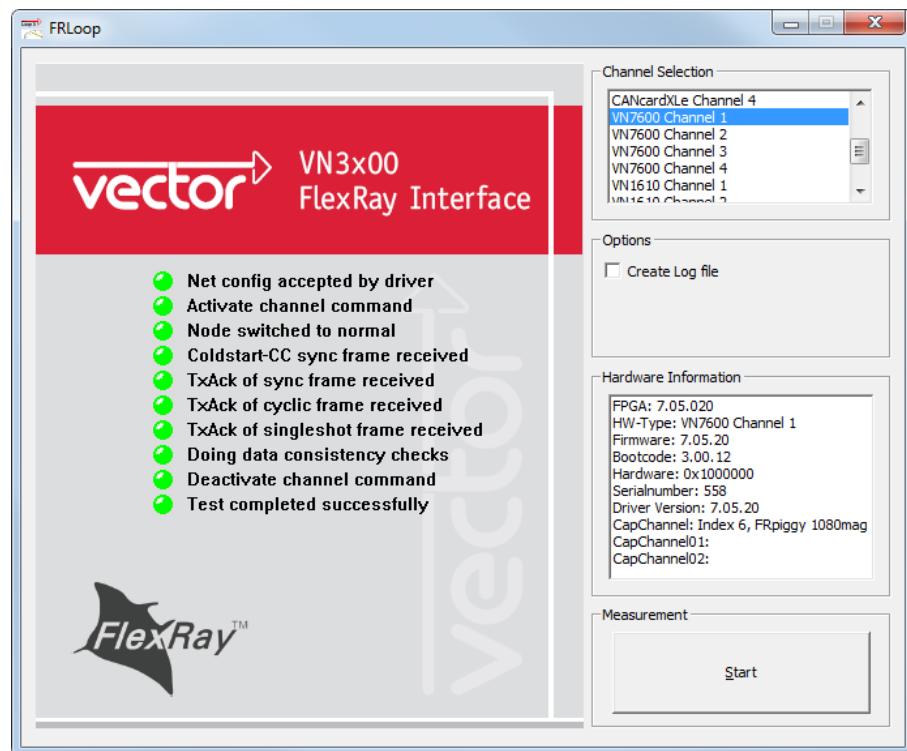 FRLoop
vector
VN3x00
FlexRay Interface
Net config accepted by driver
Activate channel command
Node switched to normal
Coldstart-CC sync frame received
TxAck of sync frame received
TxAck of cyclic frame received
TxAck of singleshot frame received
Doing data consistency checks
Deactivate channel command
Test completed successfully
vector
FlexRay™
Channel Selection
CANcardXLe Channel 4
VN7600 Channel 1
VN7600 Channel 2
VN7600 Channel 3
VN7600 Channel 4
VN1610 Channel 1
VN1610 Channel 2
Options
Create Log file
Hardware Information
FPGA: 7.05.020
HW-Type: VN7600 Channel 1
Firmware: 7.05.20
Bootcode: 3.00.12
Hardware: 0x1000000
Serialnumber: 558
Driver Version: 7.05.20
CapChannel: Index 6, FRpiggy 1080mag
CapChannel01:
CapChannel02:
Measurement
Start